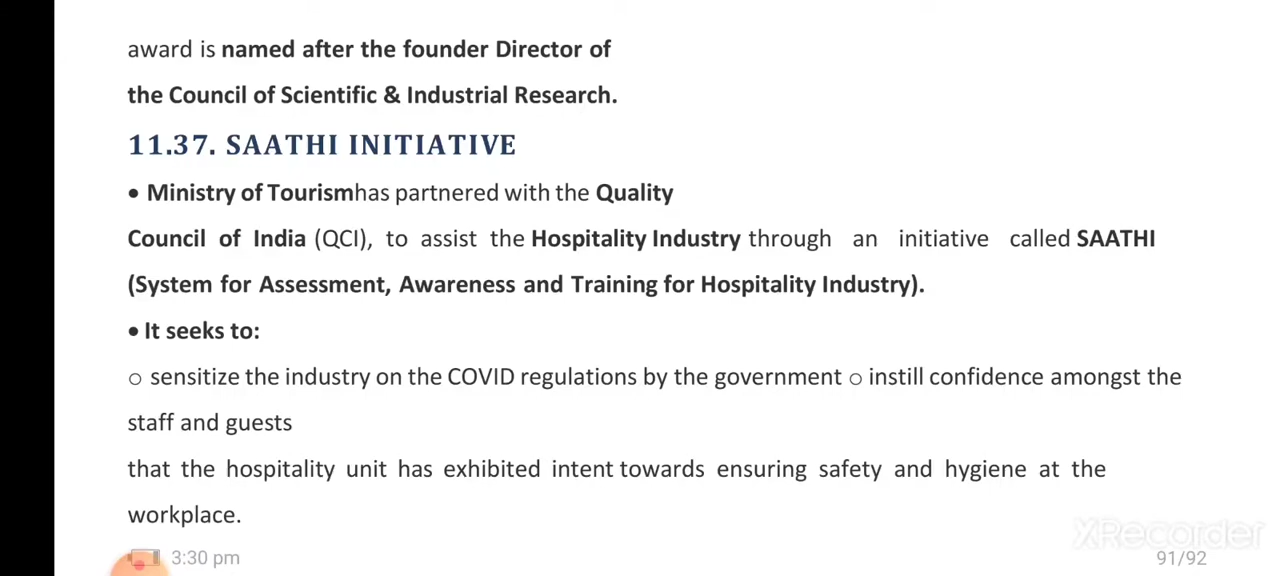 award is named after the founder Director of
the Council of Scientific & Industrial Research.
11.37. SAATHI INITIATIVE
• Ministry of Tourismhas partnered with the Quality
Council of India (QCI), to assist the Hospitality Industry through an initiative called SAATHI
(System for Assessment, Awareness and Training for Hospitality Industry).
• It seeks to:
o sensitize the industry on the COVID regulations by the government o instill confidence amongst the
staff and guests
that the hospitality unit has exhibited intent towards ensuring safety and hygiene at the
workplace.
XRecorder
3:30 pm 91/92